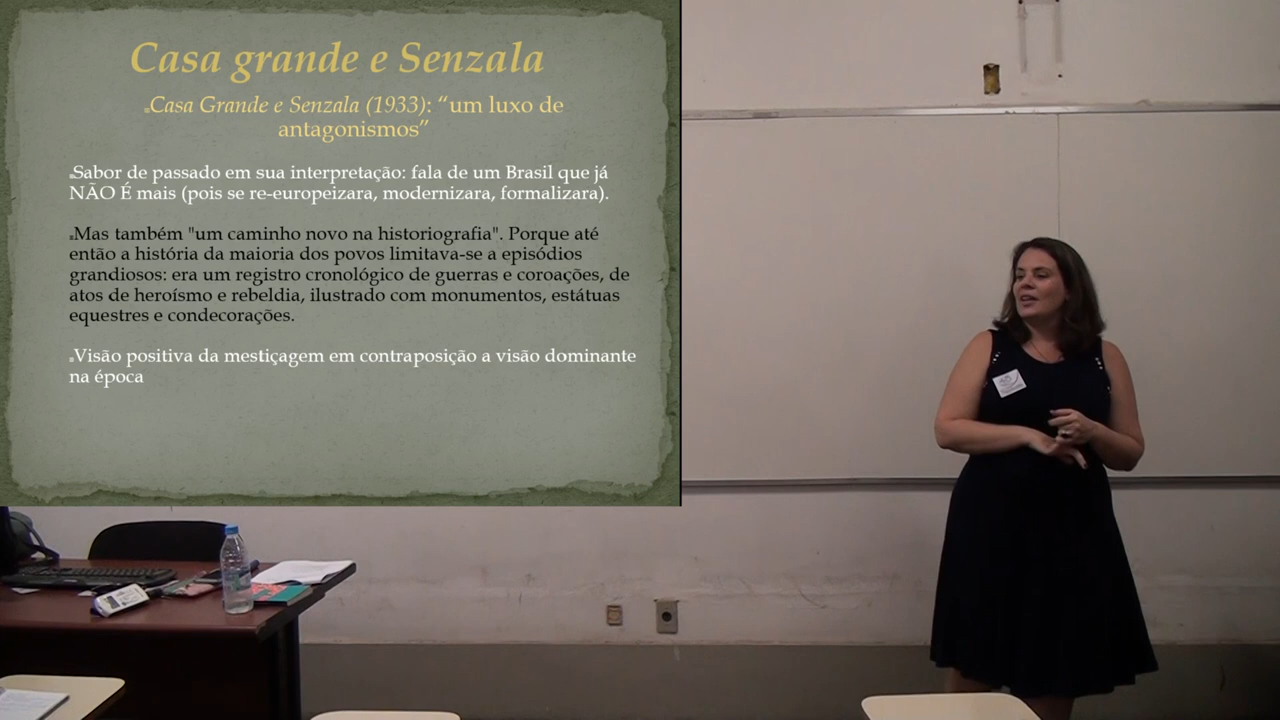 Casa grande e Senzala
Casa Grande e Senzala (1933): “um luxo de
antagonismos”
Sabor de passado em sua interpretação: fala de um Brasil que já
NÃO É mais (pois se re-europeizara, modernizara, formalizara).
Mas também "um caminho novo na historiografia". Porque até
então a história da maioria dos povos limitava-se a episódios
grandiosos: era um registro cronológico de guerras e coroações, de
atos de heroísmo e rebeldia, ilustrado com monumentos, estátuas
equestres e condecorações.
Visão positiva da mestiçagem em contraposição a visão dominante
na época